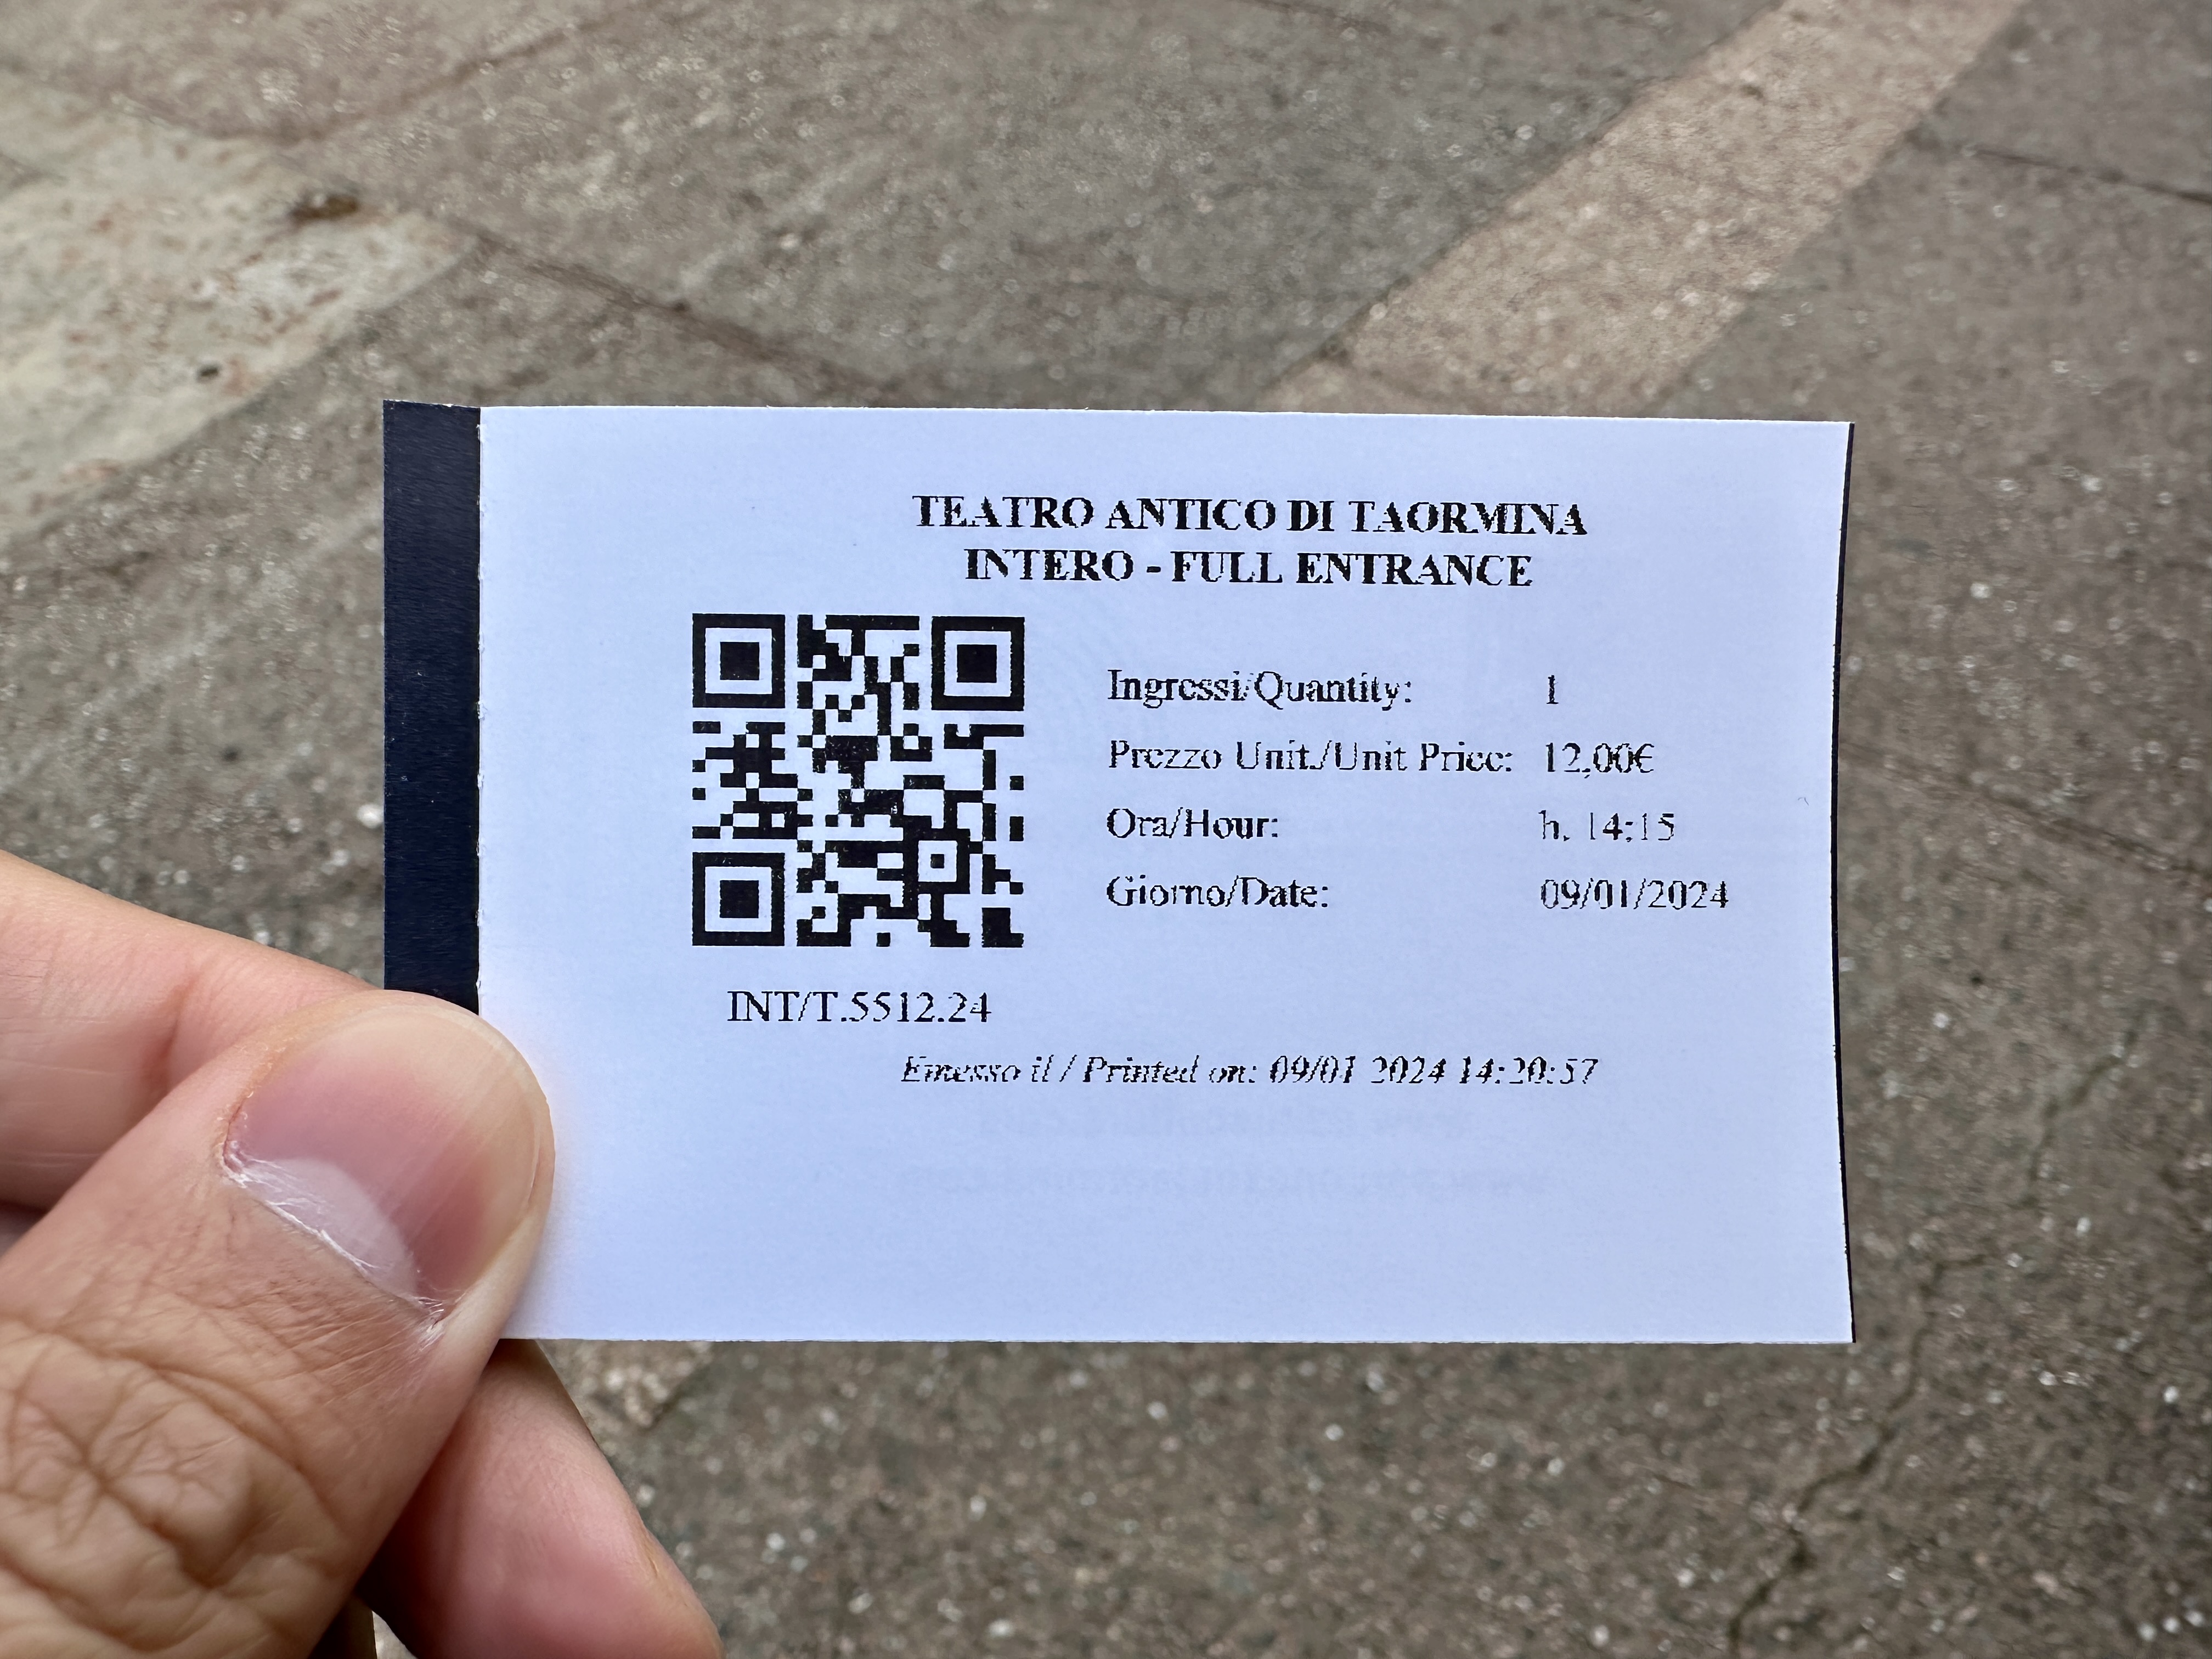 TEATRO ANTICO DI TAORMINA
INTERO - FULL ENTRANCE
Ingressi/Quantity: 1
Prezzo Unit./Unit Price: 12,00€
Ora/Hour: h. 14:15
Giorno/Date: 09/01/2024
INT/T.5512.24
Emesso il / Printed on: 09/01 2024 14:20:57